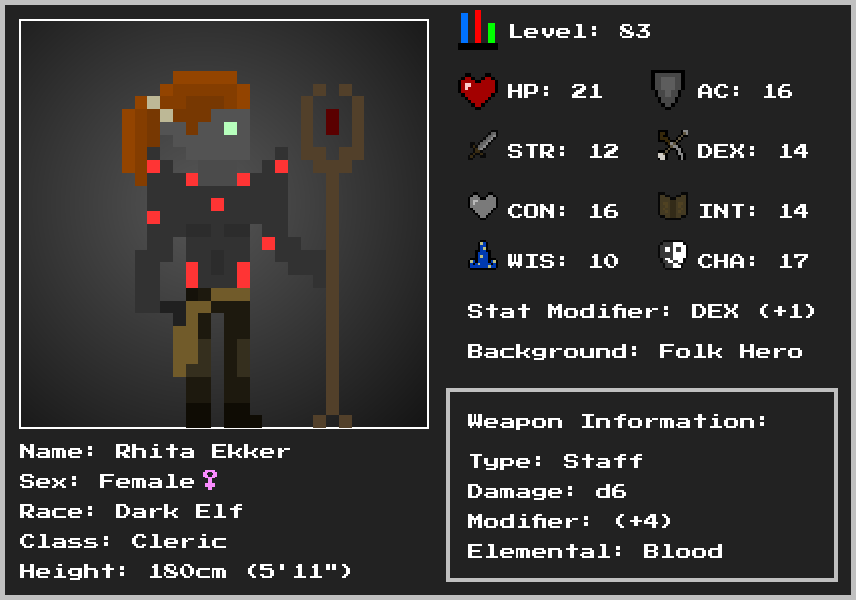 Level: 83
HP: 21
AC: 16
STR: 12
DEX: 14
CON: 16
INT: 14
WIS: 10
CHA: 17
Stat Modifier: DEX (+1)
Background: Folk Hero
Weapon Information:
Type: Staff
Damage: d6
Modifier: (+4)
Elemental: Blood
Name: Rhita Ekker
Sex: Female♀
Race: Dark Elf
Class: Cleric
Height: 180cm (5'11")